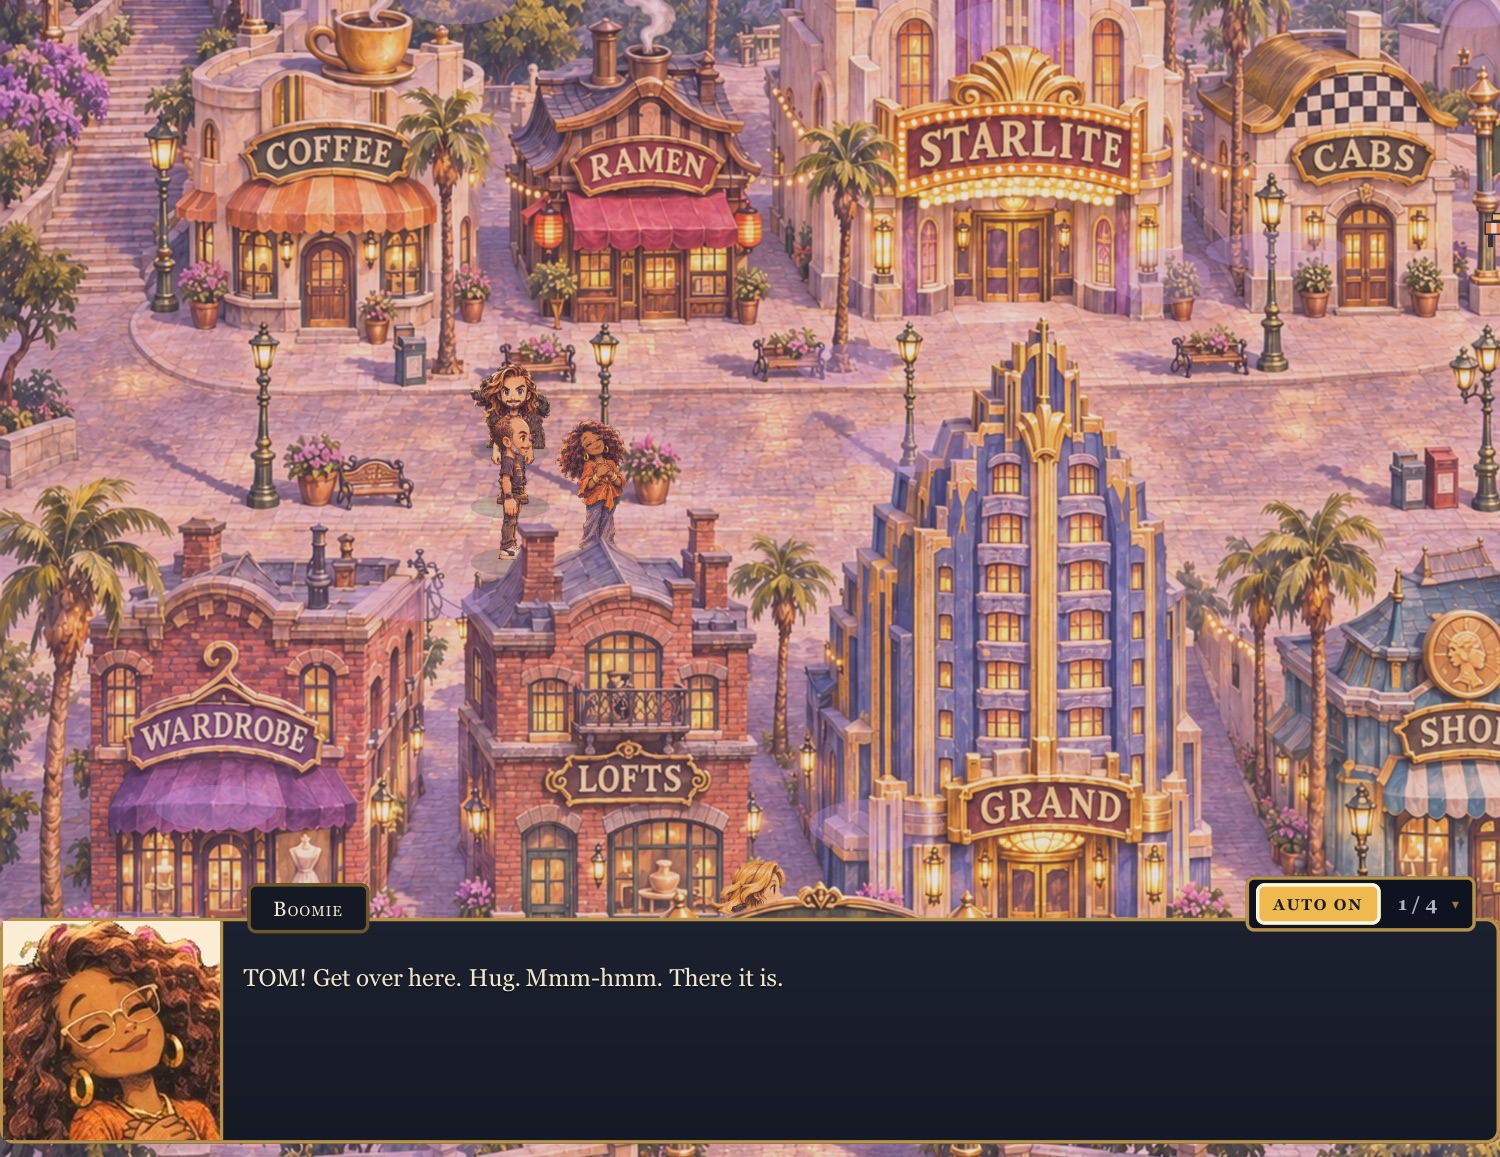 COFFEE
RAMEN
STARLITE
CABS
WARDROBE
LOFTS
GRAND
SHO
Boomie
AUTO ON 1 / 4
TOM! Get over here. Hug. Mmm-hmm. There it is.